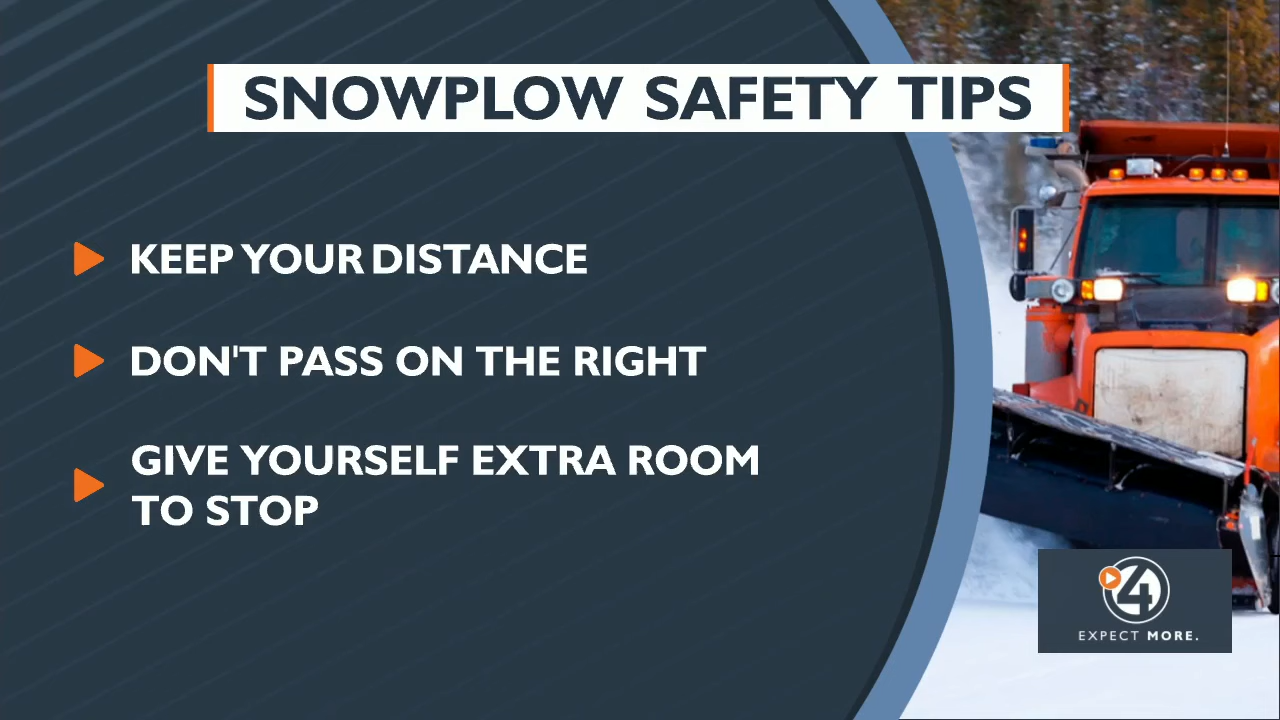 SNOWPLOW SAFETY TIPS
KEEP YOUR DISTANCE
DON'T PASS ON THE RIGHT
GIVE YOURSELF EXTRA ROOM
TO STOP
4
EXPECT MORE.